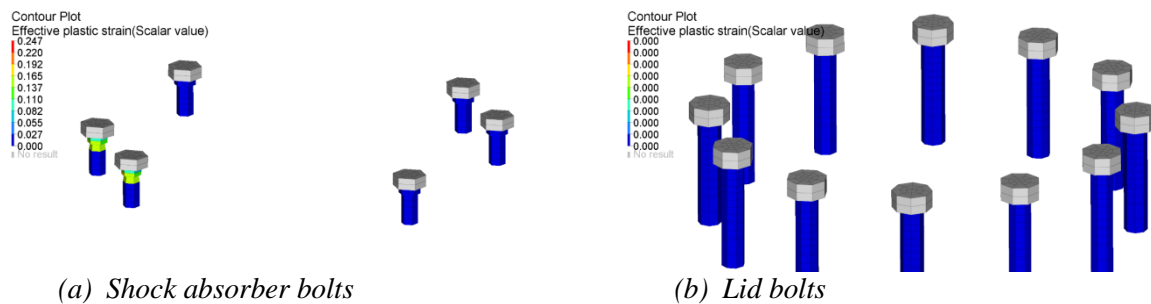 Contour Plot
Effective plastic strain(Scalar value)
0.247
0.220
0.192
0.165
0.137
0.110
0.082
0.055
0.027
0.000
No result
(a) Shock absorber bolts
Contour Plot
Effective plastic strain(Scalar value)
0.000
0.000
0.000
0.000
0.000
0.000
0.000
0.000
0.000
0.000
No result
(b) Lid bolts